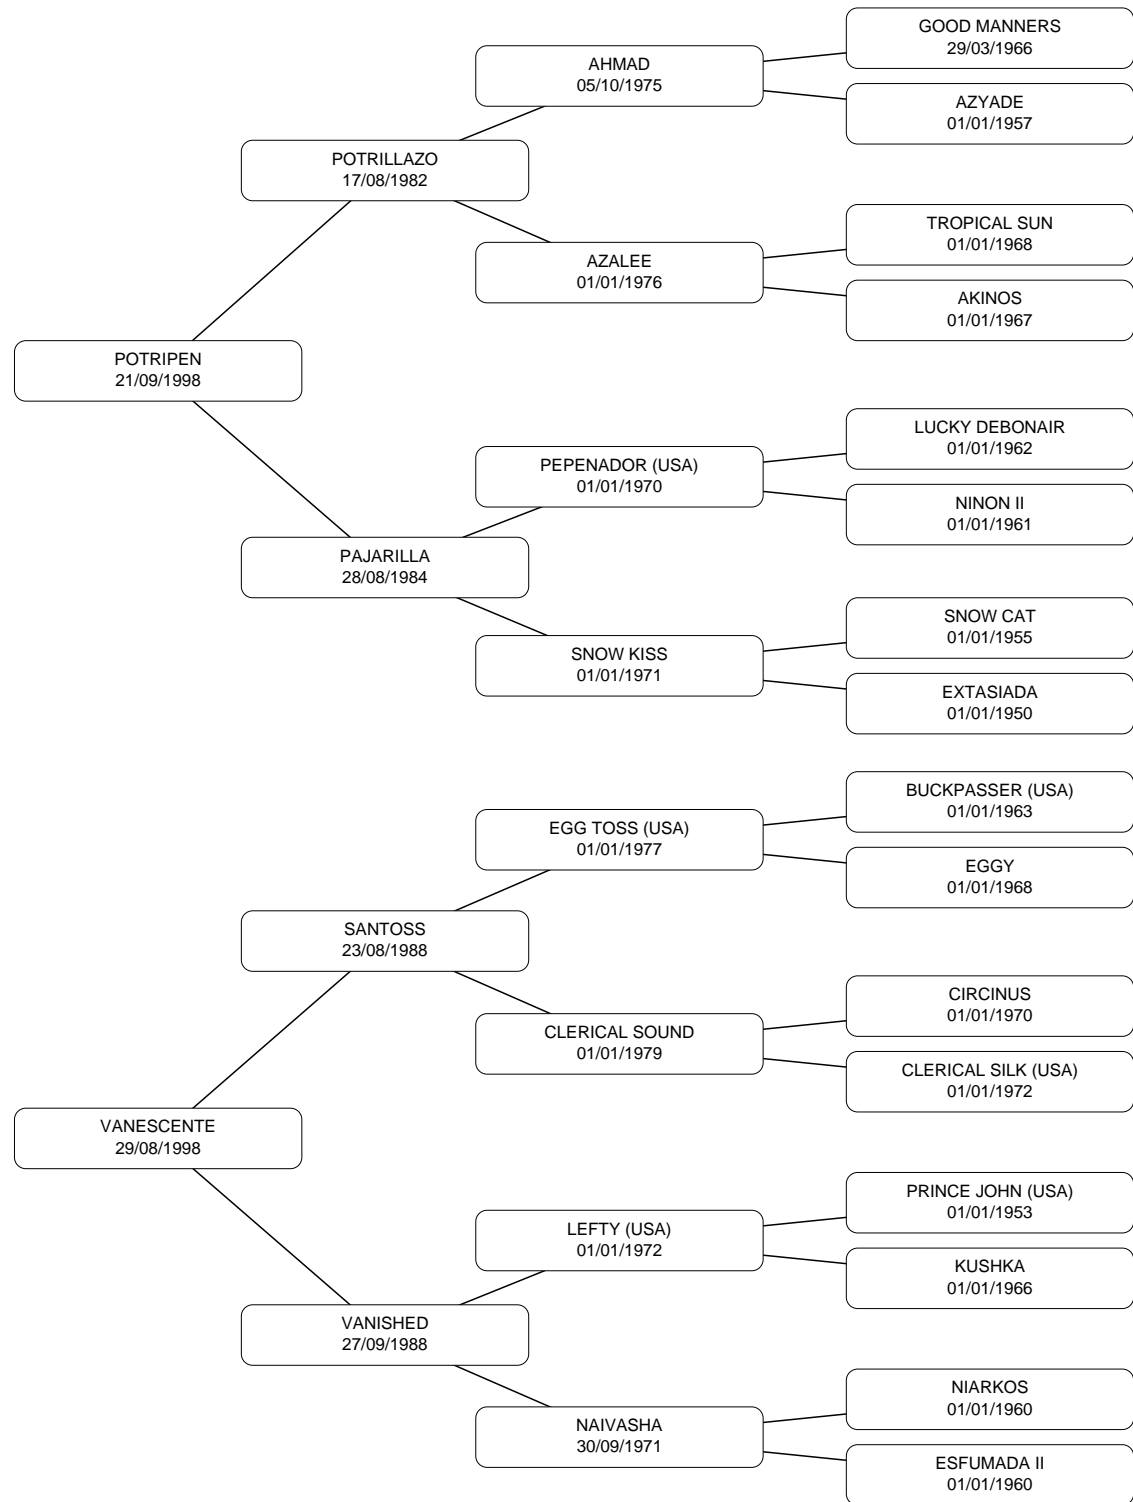 GOOD MANNERS
29/03/1966
AHMAD
05/10/1975
AZYADE
01/01/1957
POTRILLAZO
17/08/1982
TROPICAL SUN
01/01/1968
AZALEE
01/01/1976
AKINOS
01/01/1967
POTRIPEN
21/09/1998
LUCKY DEBONAIR
01/01/1962
PEPENADOR (USA)
01/01/1970
NINON II
01/01/1961
PAJARILLA
28/08/1984
SNOW CAT
01/01/1955
SNOW KISS
01/01/1971
EXTASIADA
01/01/1950
BUCKPASSER (USA)
01/01/1963
EGG TOSS (USA)
01/01/1977
EGGY
01/01/1968
SANTOSS
23/08/1988
CIRCINUS
01/01/1970
CLERICAL SOUND
01/01/1979
CLERICAL SILK (USA)
01/01/1972
VANESCENTE
29/08/1998
PRINCE JOHN (USA)
01/01/1953
LEFTY (USA)
01/01/1972
KUSHKA
01/01/1966
VANISHED
27/09/1988
NIARKOS
01/01/1960
NAIVASHA
30/09/1971
ESFUMADA II
01/01/1960